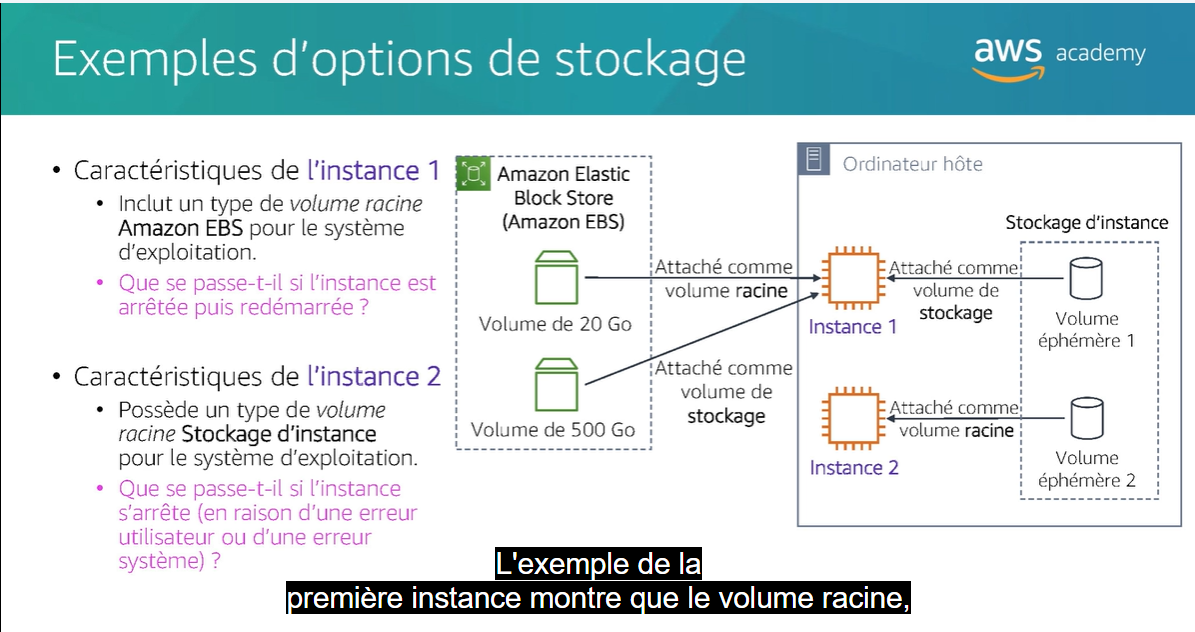 Exemples d'options de stockage
aws academy
• Caractéristiques de l'instance 1
• Inclut un type de volume racine
Amazon EBS pour le système
d'exploitation.
• Que se passe-t-il si l'instance est
arrêtée puis redémarrée ?
• Caractéristiques de l'instance 2
• Possède un type de volume
racine Stockage d'instance
pour le système d'exploitation.
• Que se passe-t-il si l'instance
s'arrête (en raison d'une erreur
utilisateur ou d'une erreur
système) ?
Amazon Elastic
Block Store
(Amazon EBS)
Volume de 20 Go
Volume de 500 Go
Attaché comme
volume racine
Attaché comme
volume de
stockage
Ordinateur hôte
Instance 1
Instance 2
Stockage d'instance
Attaché comme
volume de
stockage
Volume
éphémère 1
Attaché comme
volume racine
Volume
éphémère 2
L'exemple de la
première instance montre que le volume racine,